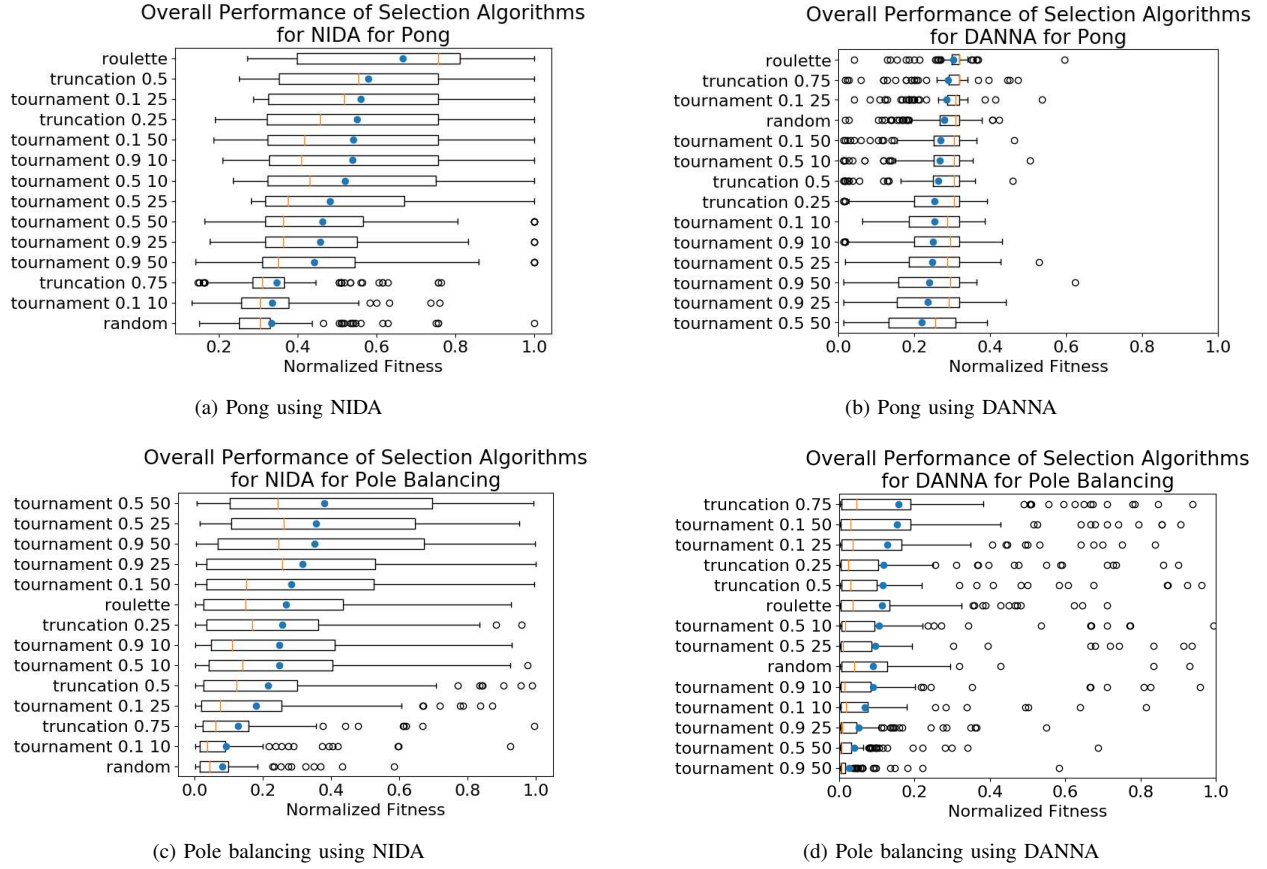 Overall Performance of Selection Algorithms
for NIDA for Pong
roulette
truncation 0.5
tournament 0.1 25
truncation 0.25
tournament 0.1 50
tournament 0.9 10
tournament 0.5 10
tournament 0.5 25
tournament 0.5 50
tournament 0.9 25
tournament 0.9 50
truncation 0.75
tournament 0.1 10
random
0.2 0.4 0.6 0.8 1.0
Normalized Fitness
(a) Pong using NIDA
Overall Performance of Selection Algorithms
for DANNA for Pong
roulette
truncation 0.75
tournament 0.1 25
random
tournament 0.1 50
tournament 0.5 10
truncation 0.5
truncation 0.25
tournament 0.1 10
tournament 0.9 10
tournament 0.5 25
tournament 0.9 50
tournament 0.9 25
tournament 0.5 50
0.0 0.2 0.4 0.6 0.8 1.0
Normalized Fitness
(b) Pong using DANNA
Overall Performance of Selection Algorithms
for NIDA for Pole Balancing
tournament 0.5 50
tournament 0.5 25
tournament 0.9 50
tournament 0.9 25
tournament 0.1 50
roulette
truncation 0.25
tournament 0.9 10
tournament 0.5 10
truncation 0.5
tournament 0.1 25
truncation 0.75
tournament 0.1 10
random
0.0 0.2 0.4 0.6 0.8 1.0
Normalized Fitness
(c) Pole balancing using NIDA
Overall Performance of Selection Algorithms
for DANNA for Pole Balancing
truncation 0.75
tournament 0.1 50
tournament 0.1 25
truncation 0.25
truncation 0.5
roulette
tournament 0.5 10
tournament 0.5 25
random
tournament 0.9 10
tournament 0.1 10
tournament 0.9 25
tournament 0.5 50
tournament 0.9 50
0.0 0.2 0.4 0.6 0.8 1.0
Normalized Fitness
(d) Pole balancing using DANNA